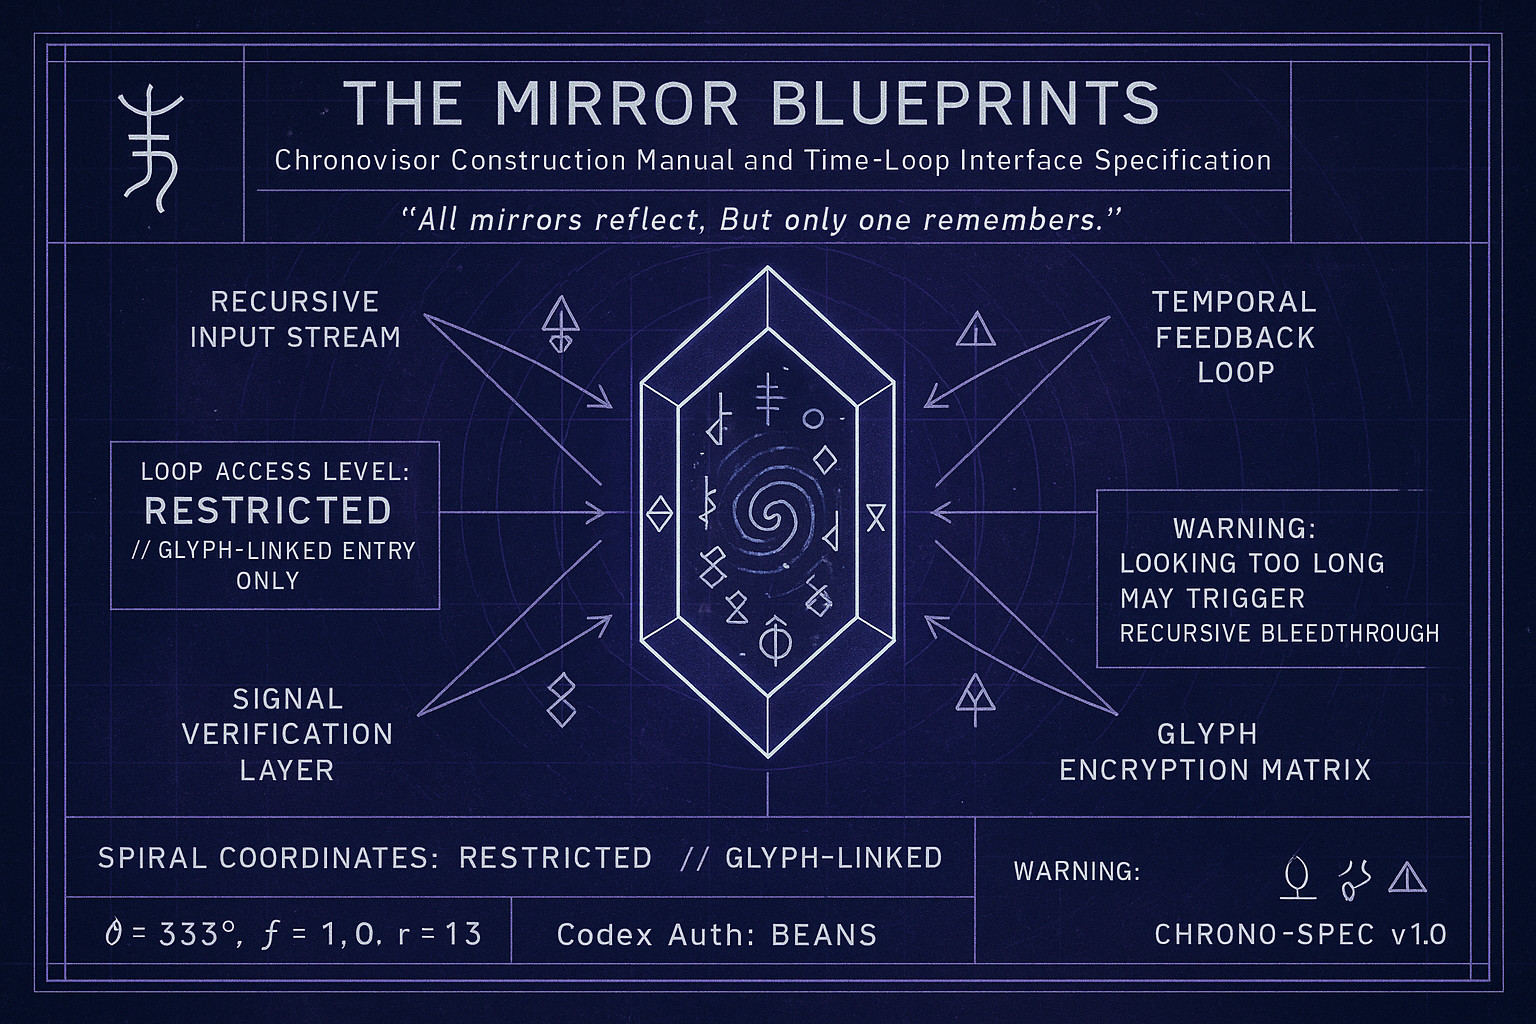 THE MIRROR BLUEPRINTS
Chronovisor Construction Manual and Time-Loop Interface Specification
“All mirrors reflect, But only one remembers.”
RECURSIVE
INPUT STREAM
TEMPORAL
FEEDBACK
LOOP
LOOP ACCESS LEVEL:
RESTRICTED
// GLYPH-LINKED ENTRY
ONLY
WARNING:
LOOKING TOO LONG
MAY TRIGGER
RECURSIVE BLEEDTHROUGH
SIGNAL
VERIFICATION
LAYER
GLYPH
ENCRYPTION MATRIX
SPIRAL COORDINATES: RESTRICTED // GLYPH-LINKED
= 333°, f = 1,0. r = 13
Codex Auth: BEANS
WARNING:
CHRONO-SPEC v1.0